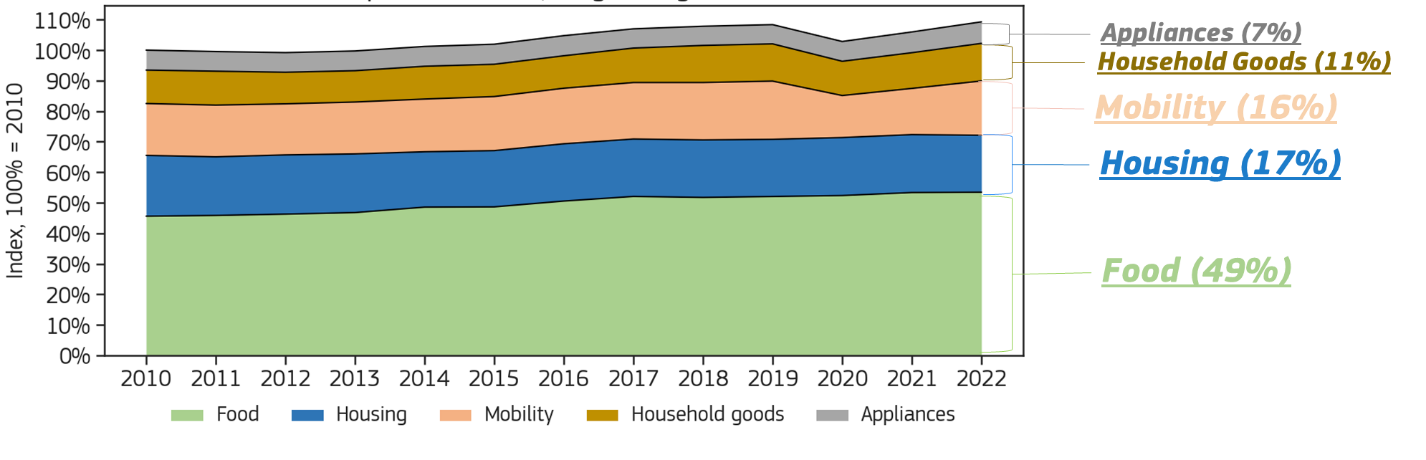 110%
100%
90%
80%
70%
60%
50%
40%
30%
20%
10%
0%
Index, 100% = 2010
2010 2011 2012 2013 2014 2015 2016 2017 2018 2019 2020 2021 2022
Food Housing Mobility Household goods Appliances
Appliances (7%)
Household Goods (11%)
Mobility (16%)
Housing (17%)
Food (49%)